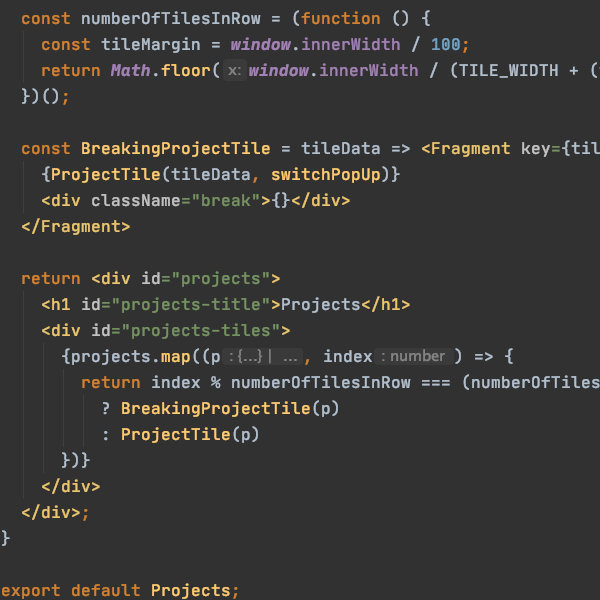 const numberOfTilesInRow = (function () {
const tileMargin = window.innerWidth / 100;
return Math.floor( x: window.innerWidth / (TILE_WIDTH + (
})();
const BreakingProjectTile = tileData => <Fragment key={til
{ProjectTile(tileData, switchPopUp)}
<div className="break">{}</div>
</Fragment>
return <div id="projects">
<h1 id="projects-title">Projects</h1>
<div id="projects-tiles">
{projects.map((p : {...} | ... , index : number ) => {
return index % numberOfTilesInRow === (numberOfTiles
? BreakingProjectTile(p)
: ProjectTile(p)
})}
</div>
</div>;
}
export default Projects;